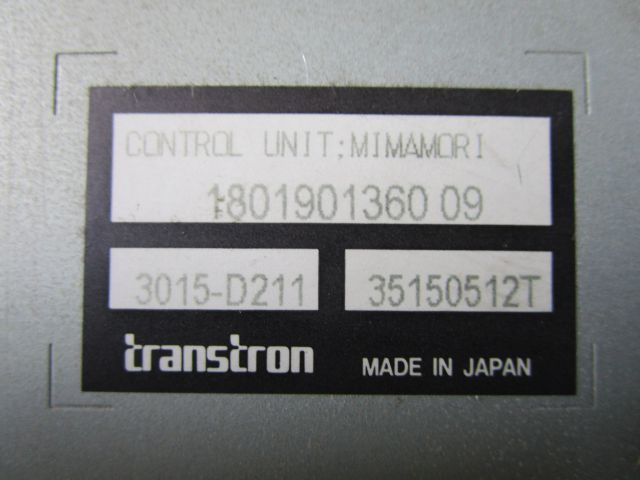 CONTROL UNIT;MIMAMORI
1801901360 09
3015-D211
35150512T
transtron
MADE IN JAPAN